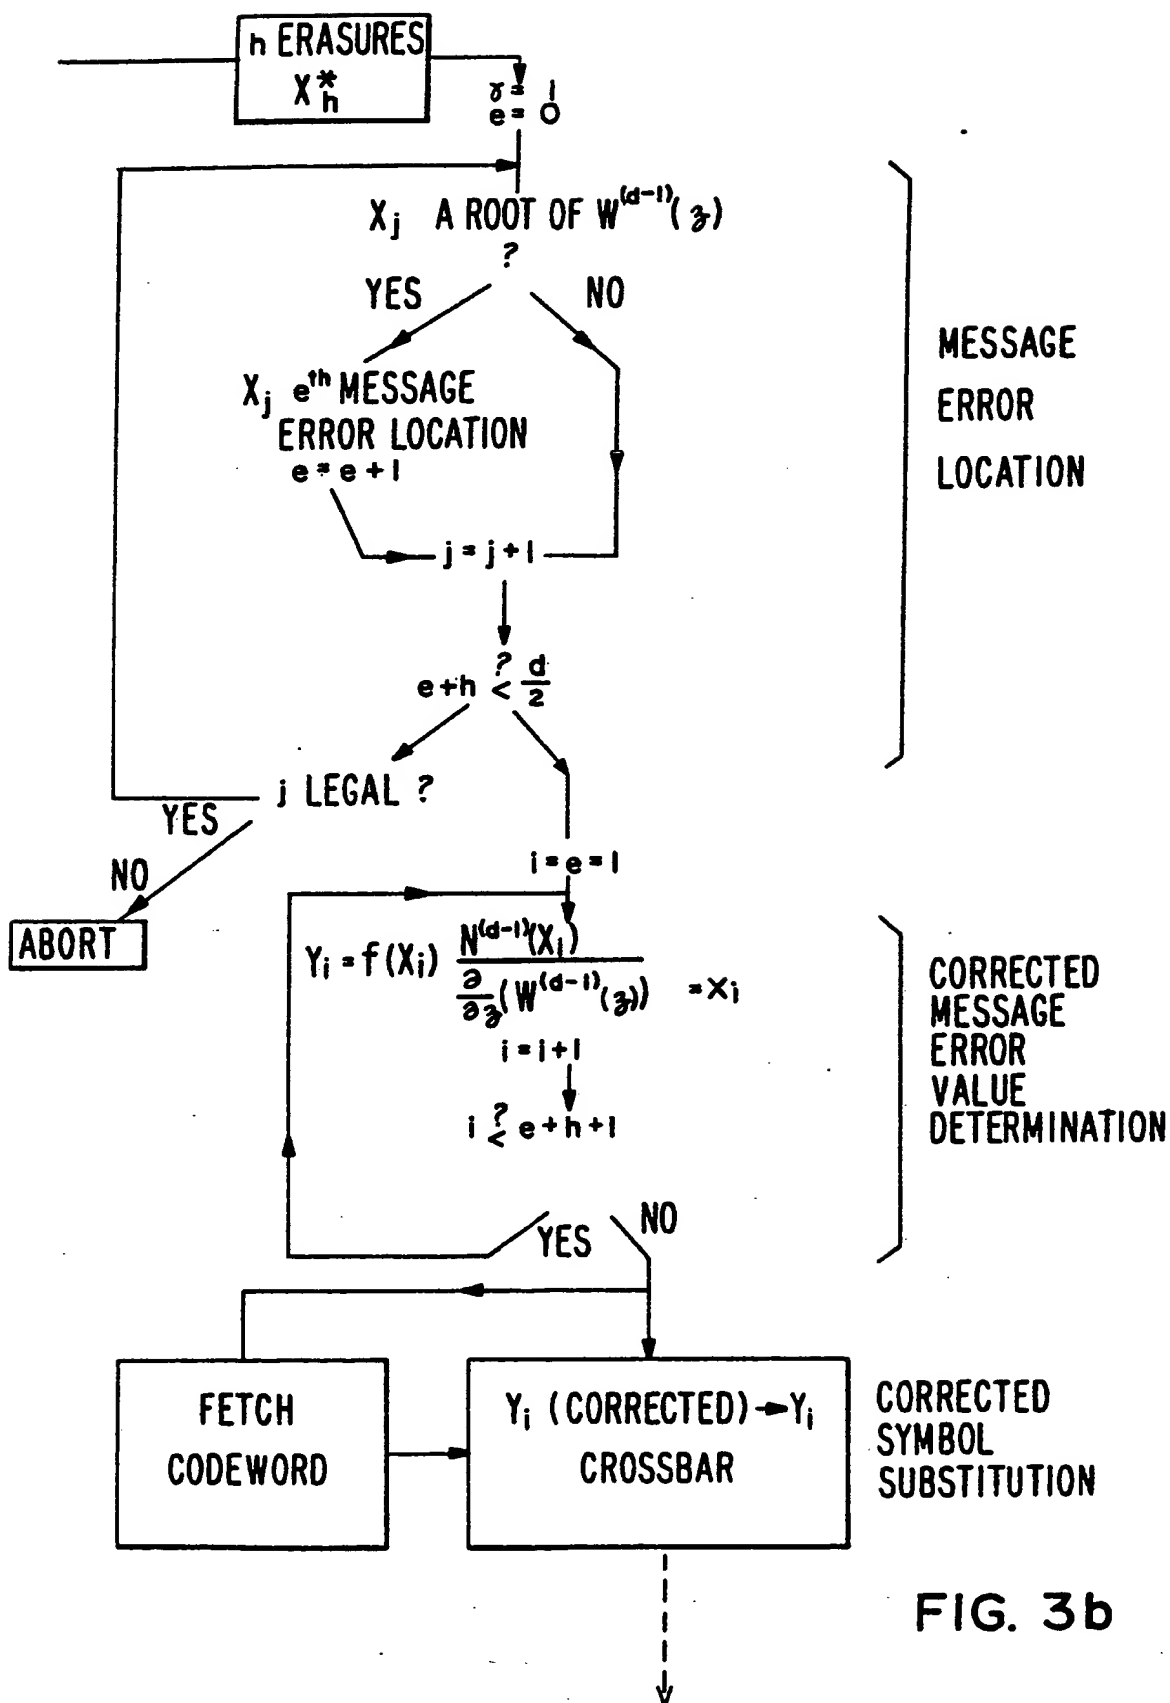 h ERASURES
X*h
γ = 1
e = 0
Xj A ROOT OF W(d-1)(z)
?
YES
NO
Xj eth MESSAGE
ERROR LOCATION
e = e + 1
j = j + 1
e + h <? d/2
j LEGAL ?
YES
NO
ABORT
MESSAGE
ERROR
LOCATION
i = e = 1
Yi = f(Xi) N(d-1)(Xi) / ∂/∂z (W(d-1)(z)) = Xi
i = i + 1
i <? e + h + 1
YES
NO
CORRECTED
MESSAGE
ERROR
VALUE
DETERMINATION
FETCH
CODEWORD
Yi (CORRECTED) → Yi
CROSSBAR
CORRECTED
SYMBOL
SUBSTITUTION
FIG. 3b